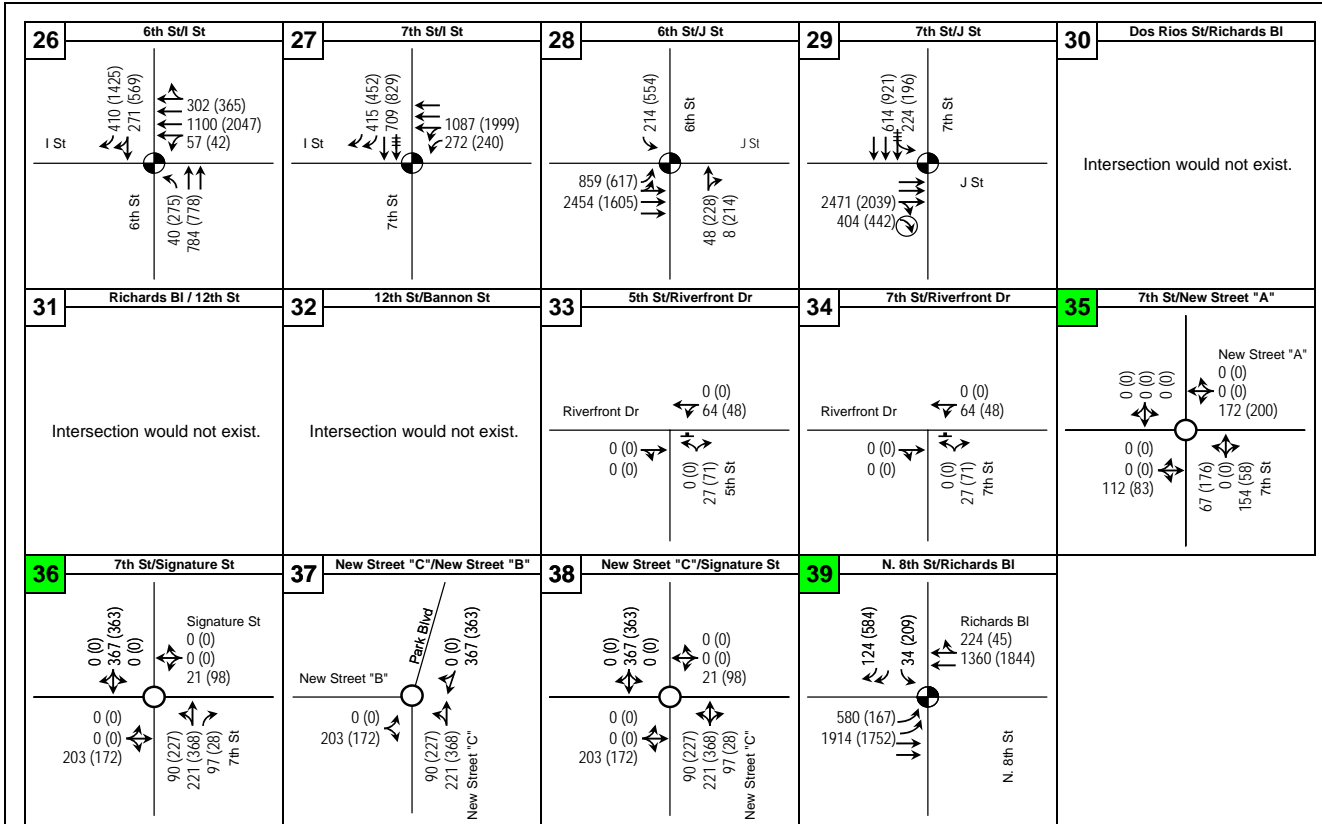 26
6th St/I St
410 (1425)
271 (569)
302 (365)
1100 (2047)
57 (42)
I St
6th St
40 (275)
784 (778)
27
7th St/I St
415 (452)
709 (829)
1087 (1999)
272 (240)
I St
7th St
28
6th St/J St
214 (554)
6th St
J St
859 (617)
2454 (1605)
48 (228)
8 (214)
29
7th St/J St
614 (921)
224 (196)
7th St
J St
2471 (2039)
404 (442)
30
Dos Rios St/Richards Bl
Intersection would not exist.
31
Richards Bl / 12th St
Intersection would not exist.
32
12th St/Bannon St
Intersection would not exist.
33
5th St/Riverfront Dr
0 (0)
64 (48)
Riverfront Dr
0 (0)
0 (0)
0 (0)
27 (71)
5th St
34
7th St/Riverfront Dr
0 (0)
64 (48)
Riverfront Dr
0 (0)
0 (0)
0 (0)
27 (71)
7th St
35
7th St/New Street "A"
0 (0)
0 (0)
0 (0)
New Street "A"
0 (0)
0 (0)
172 (200)
0 (0)
0 (0)
112 (83)
67 (176)
0 (0)
154 (58)
7th St
36
7th St/Signature St
0 (0)
367 (363)
0 (0)
Signature St
0 (0)
0 (0)
21 (98)
0 (0)
0 (0)
203 (172)
90 (227)
221 (368)
97 (28)
7th St
37
New Street "C"/New Street "B"
Park Blvd
0 (0)
367 (363)
New Street "B"
0 (0)
203 (172)
90 (227)
221 (368)
New Street "C"
38
New Street "C"/Signature St
0 (0)
367 (363)
0 (0)
0 (0)
0 (0)
21 (98)
0 (0)
0 (0)
203 (172)
90 (227)
221 (368)
97 (28)
New Street "C"
39
N. 8th St/Richards Bl
124 (584)
34 (209)
Richards Bl
224 (45)
1360 (1844)
580 (167)
1914 (1752)
N. 8th St